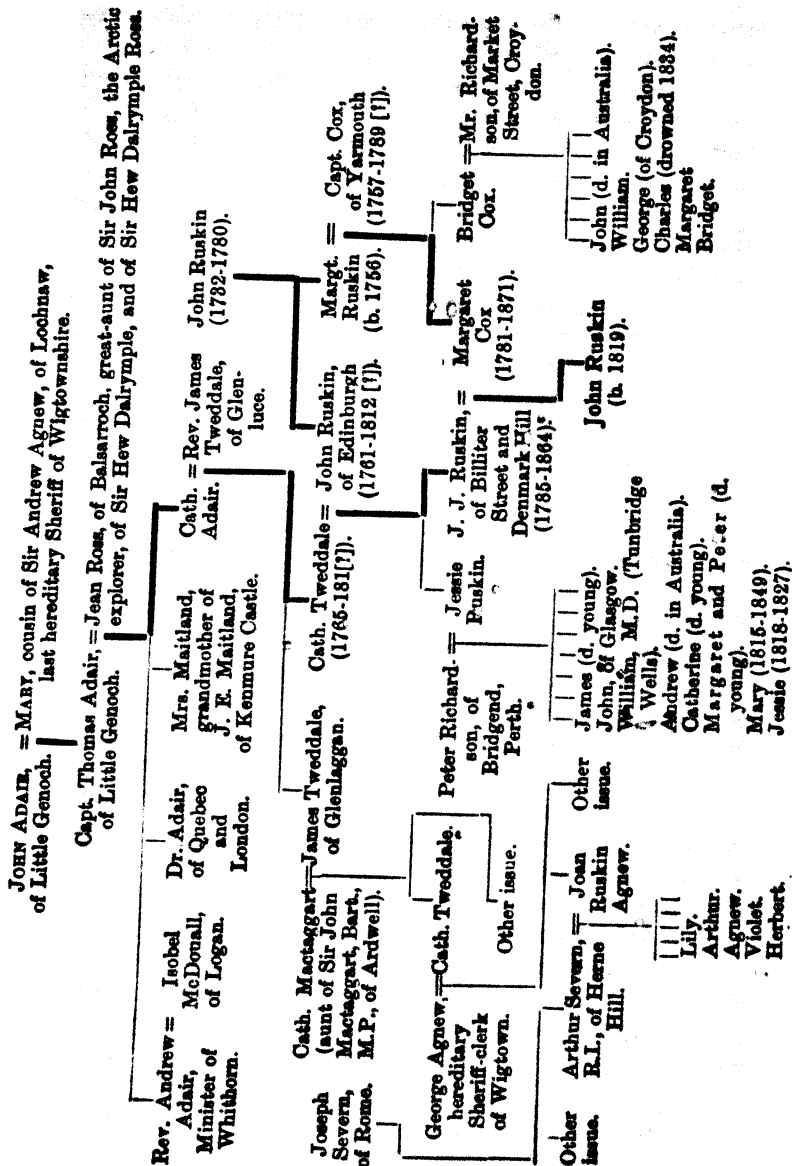 JOHN ADAIR, = MARY, cousin of Sir Andrew Agnew, of Lochnaw,
of Little Genoch. last hereditary Sheriff of Wigtownshire.
Capt. Thomas Adair, = Jean Ross, of Balsarroch, great-aunt of Sir John Ross, the Arctic
of Little Genoch. explorer, of Sir Hew Dalrymple, and of Sir Hew Dalrymple Ross.
Rev. Andrew =
Adair,
Minister of
Whithorn.
Isobel
McDouall,
of Logan.
Dr. Adair,
of Quebec
and
London.
Mrs. Maitland,
grandmother of
J. E. Maitland,
of Kenmure Castle.
Cath. =
Adair.
Rev. James
Tweddale,
of Glen-
luce.
John Ruskin
(1732-1780).
Joseph
Severn,
of Rome.
Cath. Mactaggart =
(aunt of Sir John
Mactaggart, Bart.,
M.P., of Ardwell).
James Tweddale,
of Glenlaggan.
Cath. Tweddale =
(1765-181[?]).
John Ruskin,
of Edinburgh
(1761-1812 [?]).
Margt. =
Ruskin
(b. 1756).
Capt. Cox,
of Yarmouth
(1757-1789 [?]).
George Agnew, =
hereditary
Sheriff-clerk
of Wigtown.
Cath. Tweddale.
Other issue.
Peter Richard- =
son, of
Bridgend,
Perth.
Jessie
Ruskin.
J. J. Ruskin, =
of Billiter
Street and
Denmark Hill
(1785-1864).
Margaret
Cox
(1781-1871).
Bridget =
Cox.
Mr. Richard-
son, of Market
Street, Croy-
don.
Other
issue.
Arthur Severn, =
R.I., of Herne
Hill.
Joan
Ruskin
Agnew.
Other
issue.
James (d. young).
John, of Glasgow.
William, M.D. (Tunbridge
Wells).
Andrew (d. in Australia).
Catherine (d. young).
Margaret and Peter (d.
young).
Mary (1815-1849).
Jessie (1818-1827).
John Ruskin
(b. 1819).
John (d. in Australia).
William.
George (of Croydon).
Charles (drowned 1834).
Margaret
Bridget.
Lily.
Arthur.
Agnew.
Violet.
Herbert.